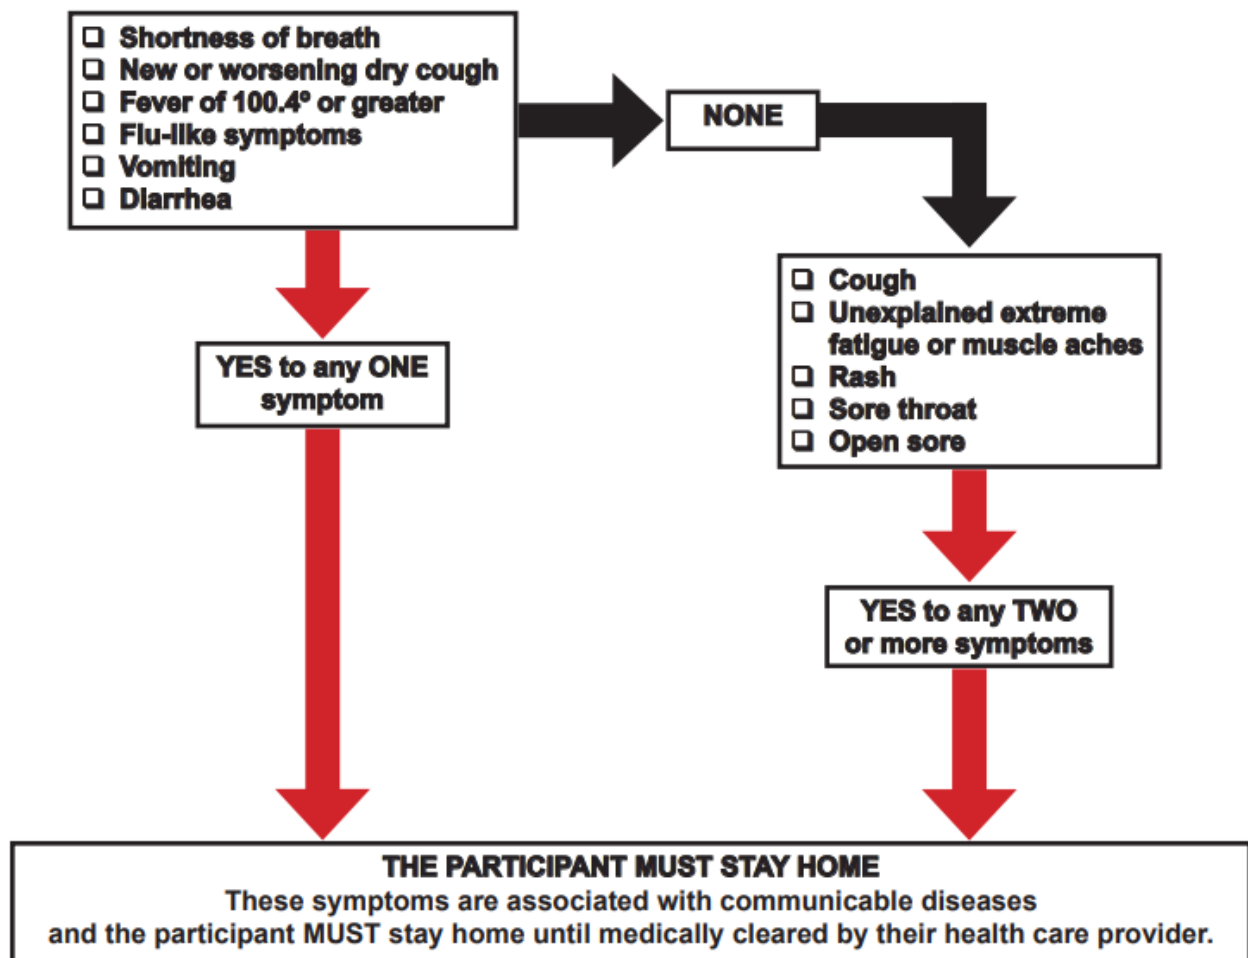 ❑ Shortness of breath
❑ New or worsening dry cough
❑ Fever of 100.4º or greater
❑ Flu-like symptoms
❑ Vomiting
❑ Diarrhea
NONE
YES to any ONE
symptom
❑ Cough
❑ Unexplained extreme
fatigue or muscle aches
❑ Rash
❑ Sore throat
❑ Open sore
YES to any TWO
or more symptoms
THE PARTICIPANT MUST STAY HOME
These symptoms are associated with communicable diseases
and the participant MUST stay home until medically cleared by their health care provider.